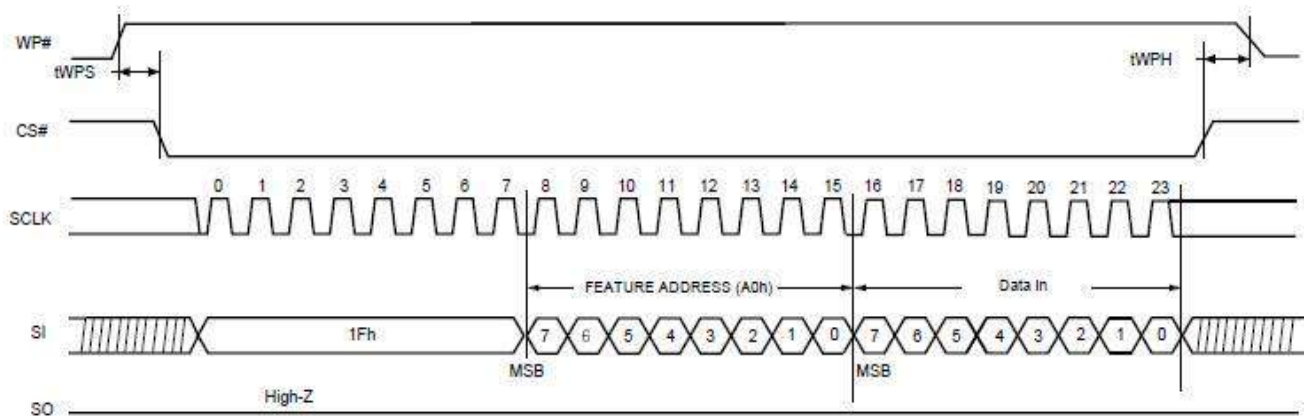 WP#
tWPS
tWPH
CS#
0 1 2 3 4 5 6 7 8 9 10 11 12 13 14 15 16 17 18 19 20 21 22 23
SCLK
FEATURE ADDRESS (A0h) Data In
SI 1Fh 7 6 5 4 3 2 1 0 7 6 5 4 3 2 1 0
MSB MSB
High-Z
SO